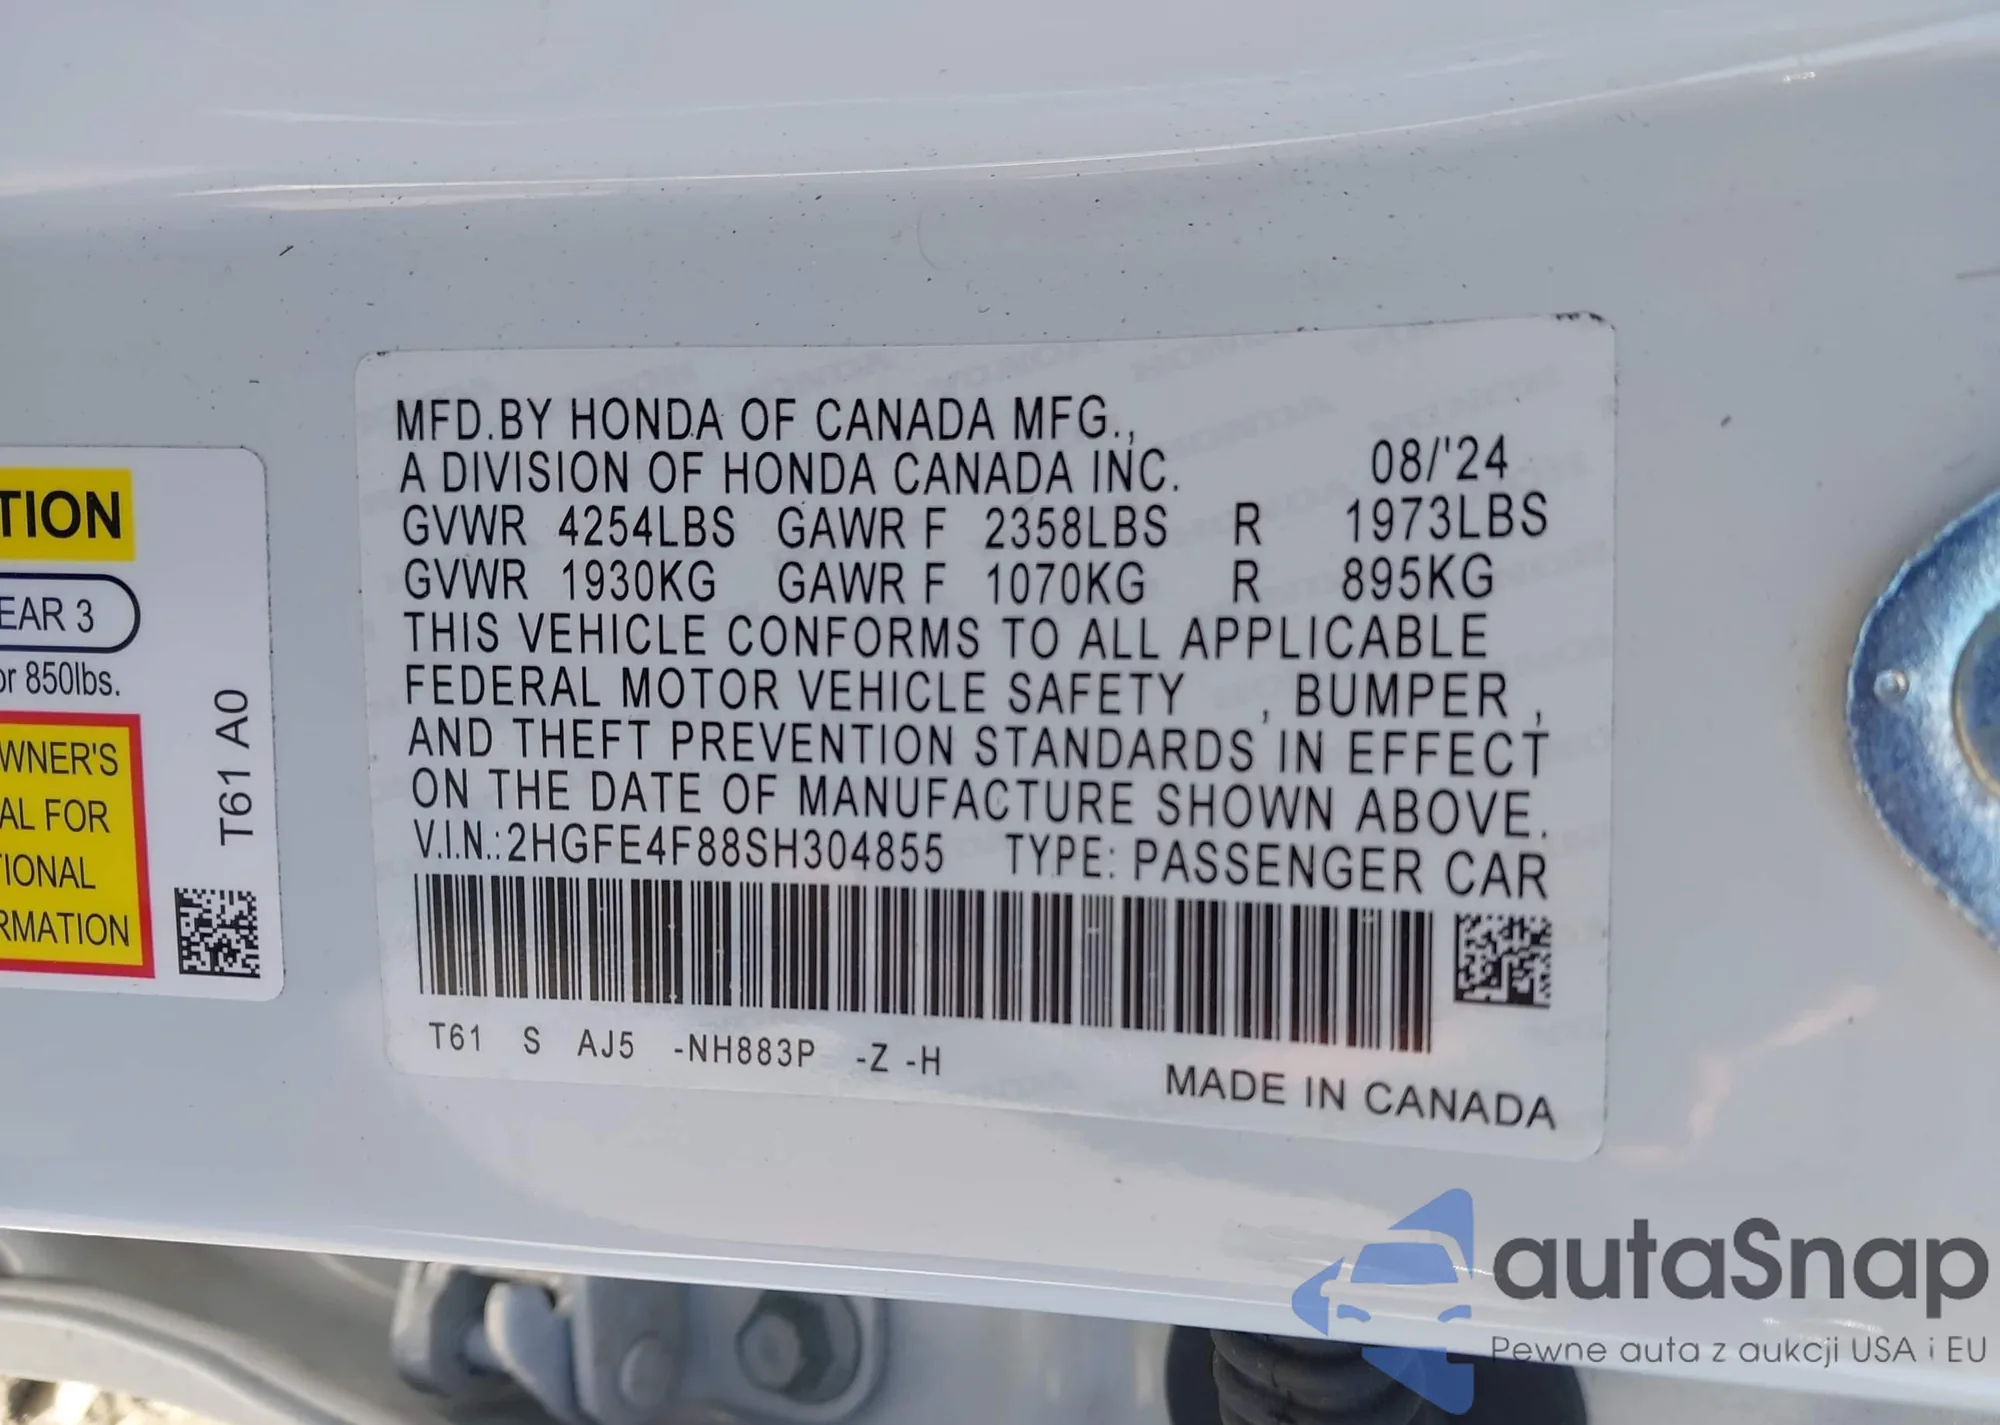 TION
EAR 3
or 850lbs.
WNER'S
AL FOR
TIONAL
RMATION
T61 A0
MFD.BY HONDA OF CANADA MFG.,
A DIVISION OF HONDA CANADA INC. 08/'24
GVWR 4254LBS GAWR F 2358LBS R 1973LBS
GVWR 1930KG GAWR F 1070KG R 895KG
THIS VEHICLE CONFORMS TO ALL APPLICABLE
FEDERAL MOTOR VEHICLE SAFETY , BUMPER ,
AND THEFT PREVENTION STANDARDS IN EFFECT
ON THE DATE OF MANUFACTURE SHOWN ABOVE.
V.I.N.:2HGFE4F88SH304855 TYPE: PASSENGER CAR
T61 S AJ5 -NH883P -Z -H
MADE IN CANADA
autaSnap
Pewne auta z aukcji USA i EU